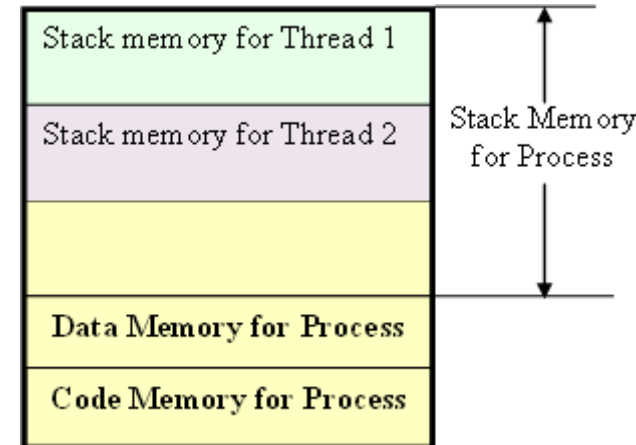 Stack memory for Thread 1
Stack memory for Thread 2
Stack Memory
for Process
Data Memory for Process
Code Memory for Process